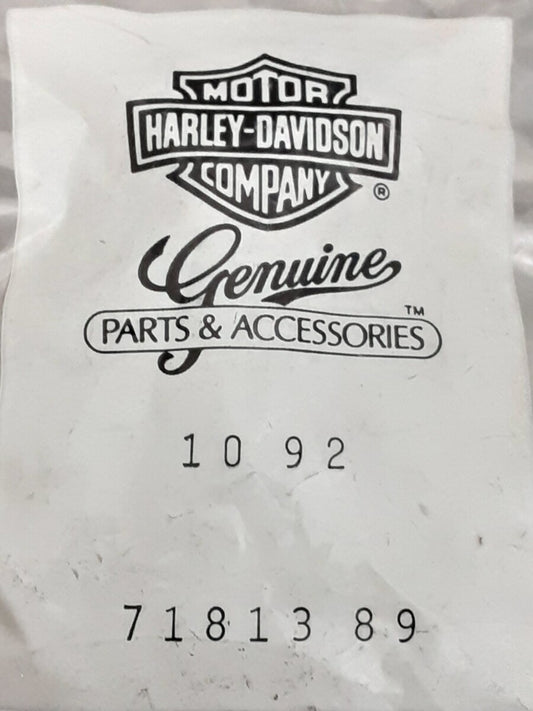 MOTOR
HARLEY-DAVIDSON
COMPANY ®
Genuine
PARTS & ACCESSORIES ™
10 92
71813 89